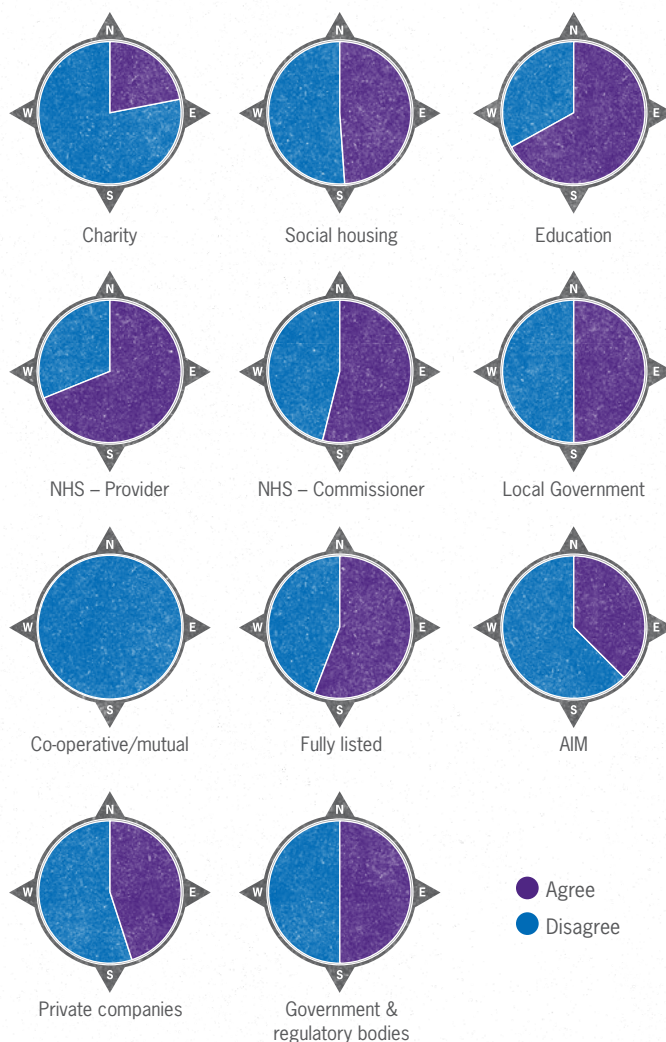 N
N
N
W
E
W
E
W
E
S
S
S
Charity
Social housing
Education
N
N
N
W
E
W
E
W
E
S
S
S
NHS – Provider
NHS – Commissioner
Local Government
N
N
N
W
E
W
E
W
E
S
S
S
Co-operative/mutual
Fully listed
AIM
N
N
W
E
W
E
S
S
Private companies
Government &
regulatory bodies
Agree
Disagree